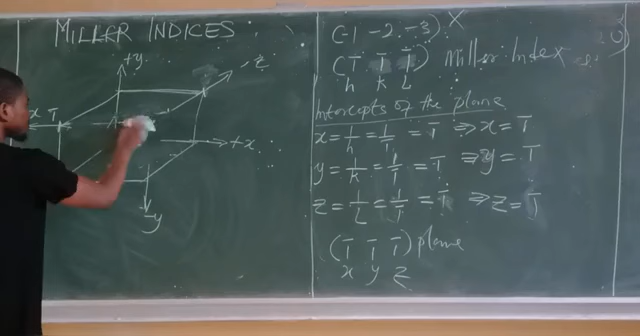 MILLER INDICES
+y
-z
-x 1̄
+x
-y
(-1 -2 -3) X
(1̄ 1̄ 1̄) Miller Index
h k L
Intercepts of the plane
x = 1/h = 1/1̄ = 1̄ ⇒ x = 1̄
y = 1/k = 1/1̄ = 1̄ ⇒ y = 1̄
z = 1/L = 1/1̄ = 1̄ ⇒ z = 1̄
(1̄ 1̄ 1̄) plane
x y z